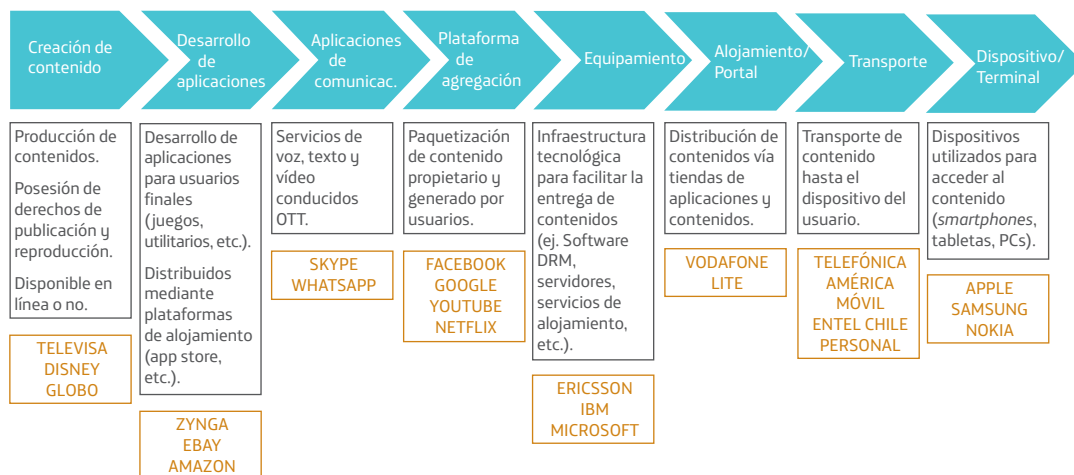 Creación de
contenido
Desarrollo
de
aplicaciones
Aplicaciones
de
comunicac.
Plataforma
de
agregación
Equipamiento
Alojamiento/
Portal
Transporte
Dispositivo/
Terminal
Producción de
contenidos.
Posesión de
derechos de
publicación y
reproducción.
Disponible en
línea o no.
TELEVISA
DISNEY
GLOBO
Desarrollo de
aplicaciones
para usuarios
finales
(juegos,
utilitarios, etc.).
Distribuidos
mediante
plataformas
de alojamiento
(app store,
etc.).
ZYNGA
EBAY
AMAZON
Servicios de
voz, texto y
vídeo
conducidos
OTT.
SKYPE
WHATSAPP
Paquetización
de contenido
propietario y
generado por
usuarios.
FACEBOOK
GOOGLE
YOUTUBE
NETFLIX
Infraestructura
tecnológica
para facilitar la
entrega de
contenidos
(ej. Software
DRM,
servidores,
servicios de
alojamiento,
etc.).
ERICSSON
IBM
MICROSOFT
Distribución de
contenidos vía
tiendas de
aplicaciones y
contenidos.
VODAFONE
LITE
Transporte de
contenido
hasta el
dispositivo del
usuario.
TELEFÓNICA
AMÉRICA
MÓVIL
ENTEL CHILE
PERSONAL
Dispositivos
utilizados para
acceder al
contenido
(smartphones,
tabletas, PCs).
APPLE
SAMSUNG
NOKIA